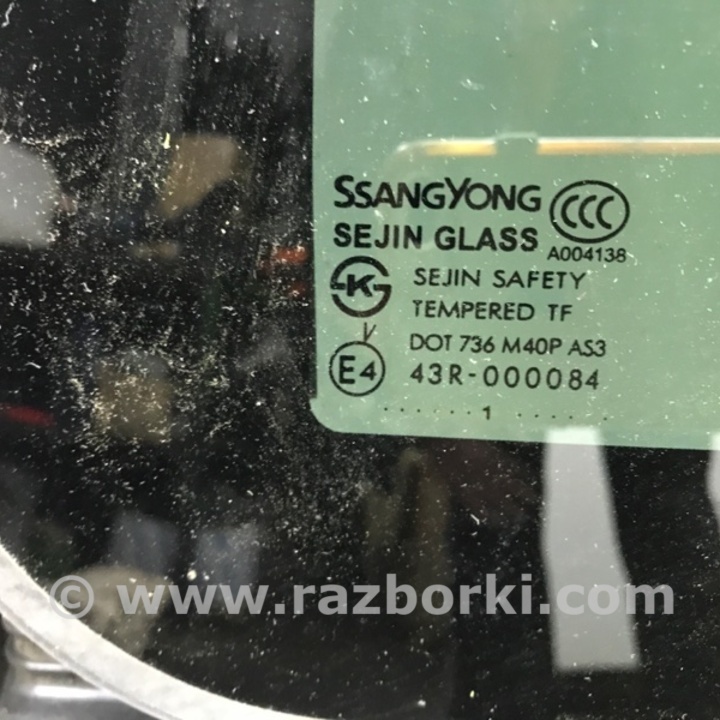 SSANGYONG CCC
SEJIN GLASS A004138
K SEJIN SAFETY
TEMPERED TF
V
DOT 736 M40P AS3
E4 43R-000084
. . . . . . 1 . . . . . .
© www.razborki.com